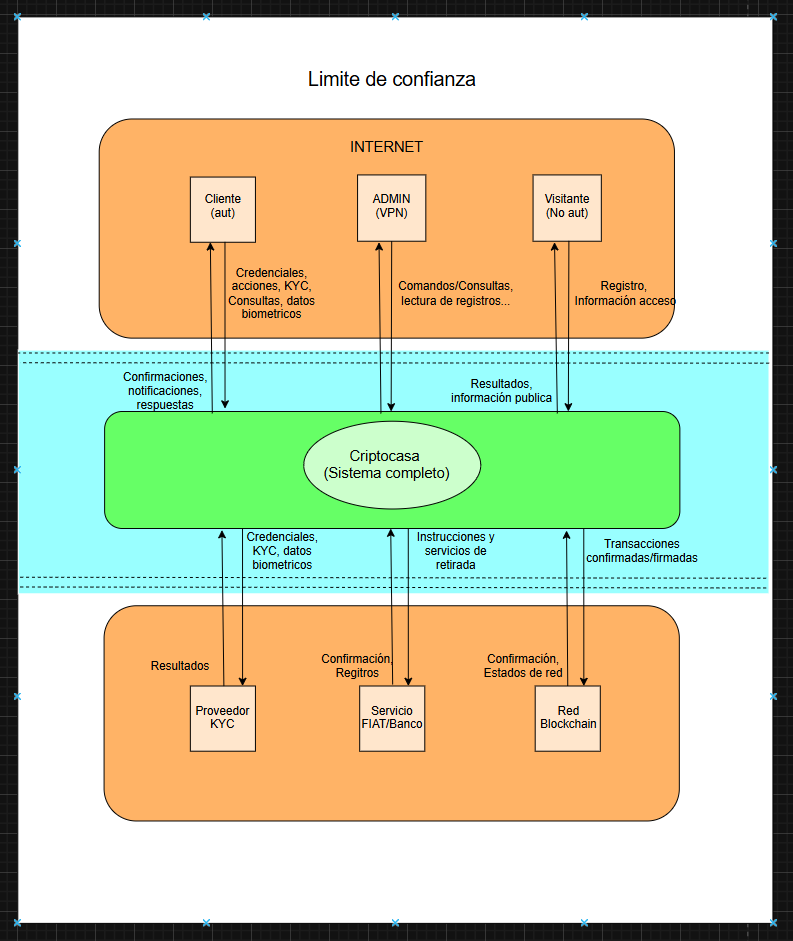 Limite de confianza
INTERNET
Cliente
(aut)
ADMIN
(VPN)
Visitante
(No aut)
Credenciales,
acciones, KYC,
Consultas, datos
biometricos
Comandos/Consultas,
lectura de registros...
Registro,
Información acceso
Confirmaciones,
notificaciones,
respuestas
Resultados,
información publica
Criptocasa
(Sistema completo)
Credenciales,
KYC, datos
biometricos
Instrucciones y
servicios de
retirada
Transacciones
confirmadas/firmadas
Resultados
Confirmación,
Regitros
Confirmación,
Estados de red
Proveedor
KYC
Servicio
FIAT/Banco
Red
Blockchain